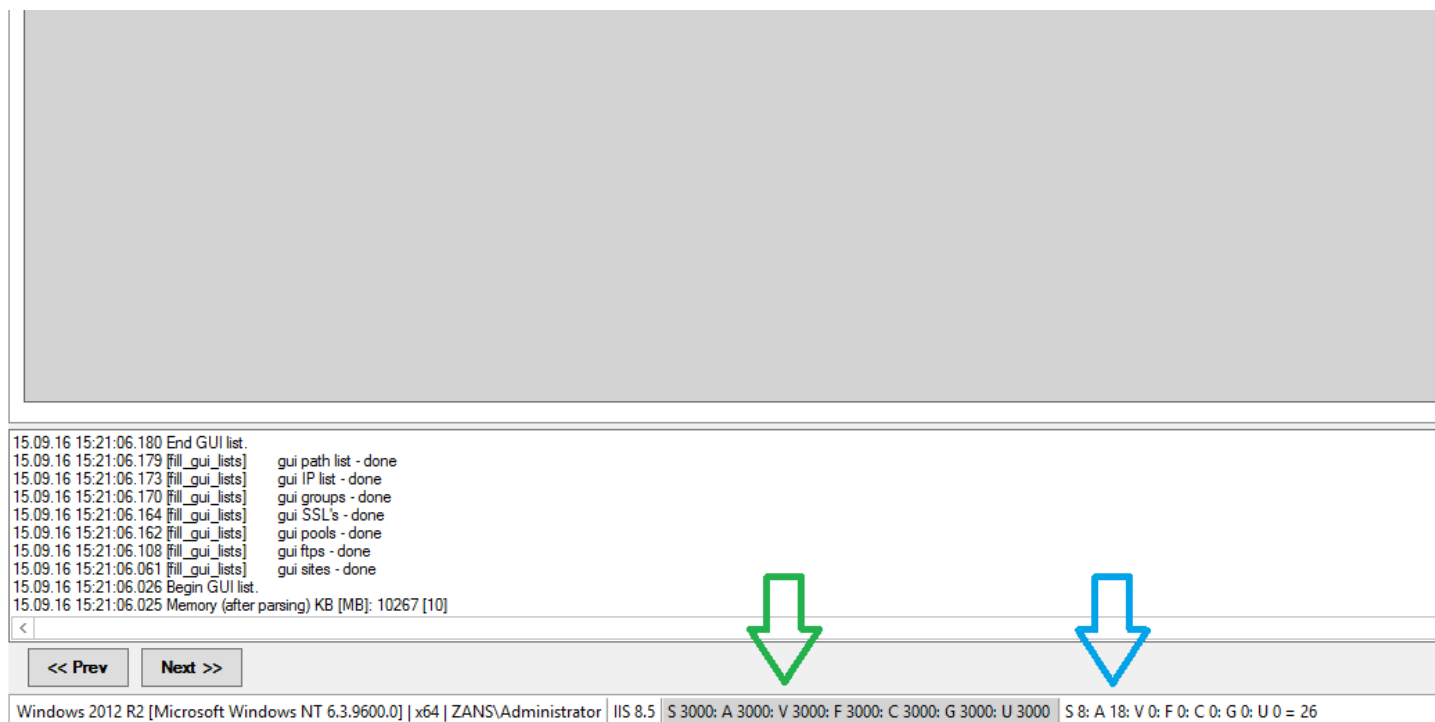 15.09.16 15:21:06.180 End GUI list.
15.09.16 15:21:06.179 [fill_gui_lists] gui path list - done
15.09.16 15:21:06.173 [fill_gui_lists] gui IP list - done
15.09.16 15:21:06.170 [fill_gui_lists] gui groups - done
15.09.16 15:21:06.164 [fill_gui_lists] gui SSL's - done
15.09.16 15:21:06.162 [fill_gui_lists] gui pools - done
15.09.16 15:21:06.108 [fill_gui_lists] gui ftps - done
15.09.16 15:21:06.061 [fill_gui_lists] gui sites - done
15.09.16 15:21:06.026 Begin GUI list.
15.09.16 15:21:06.025 Memory (after parsing) KB [MB]: 10267 [10]
<< Prev Next >>
Windows 2012 R2 [Microsoft Windows NT 6.3.9600.0] | x64 | ZANS\Administrator IIS 8.5 S 3000: A 3000: V 3000: F 3000: C 3000: G 3000: U 3000 S 8: A 18: V 0: F 0: C 0: G 0: U 0 = 26